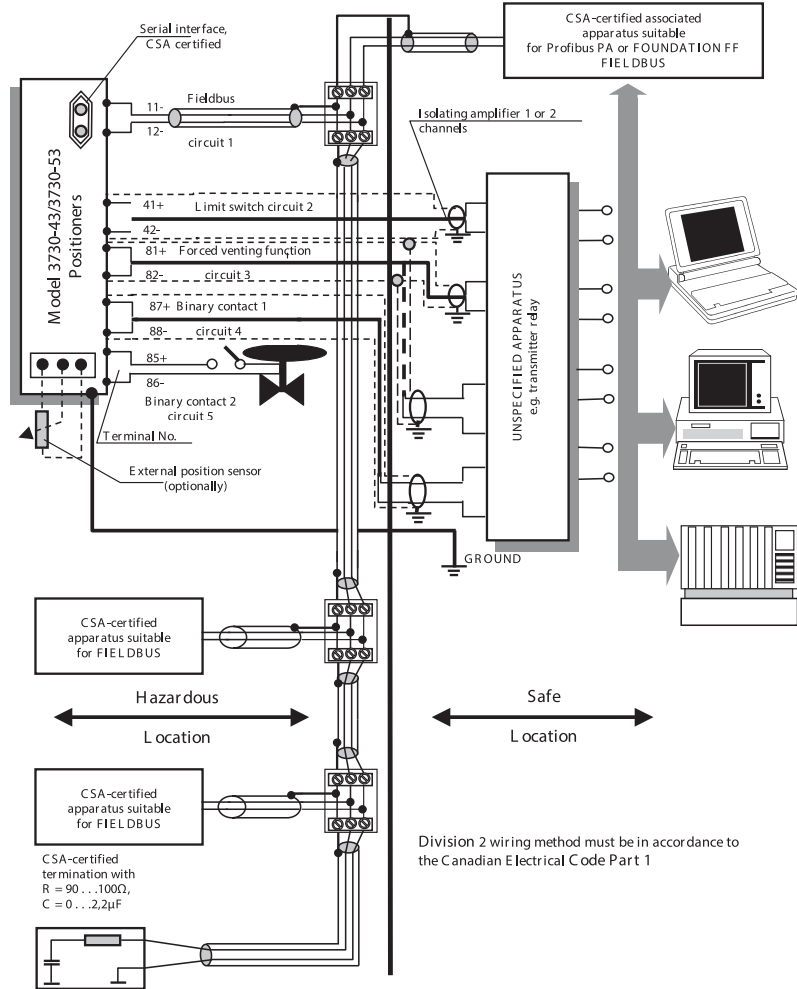 Serial interface,
CSA certified
CSA-certified associated
apparatus suitable
for Profibus PA or FOUNDATION FF
FIELDBUS
Model 3730-43/3730-53
Positioners
11-
Fieldbus
12-
circuit 1
Isolating amplifier 1 or 2
channels
41+ Limit switch circuit 2
42-
81+ Forced venting function
82- circuit 3
87+ Binary contact 1
88- circuit 4
85+
86-
Binary contact 2
circuit 5
Terminal No.
External position sensor
(optionally)
UNSPECIFIED APPARATUS
e.g. transmitter relay
GROUND
CSA-certified
apparatus suitable
for FIELDBUS
Hazardous
Location
Safe
Location
CSA-certified
apparatus suitable
for FIELDBUS
Division 2 wiring method must be in accordance to
the Canadian Electrical Code Part 1
CSA-certified
termination with
R = 90 . . .100Ω,
C = 0 . . .2,2µF